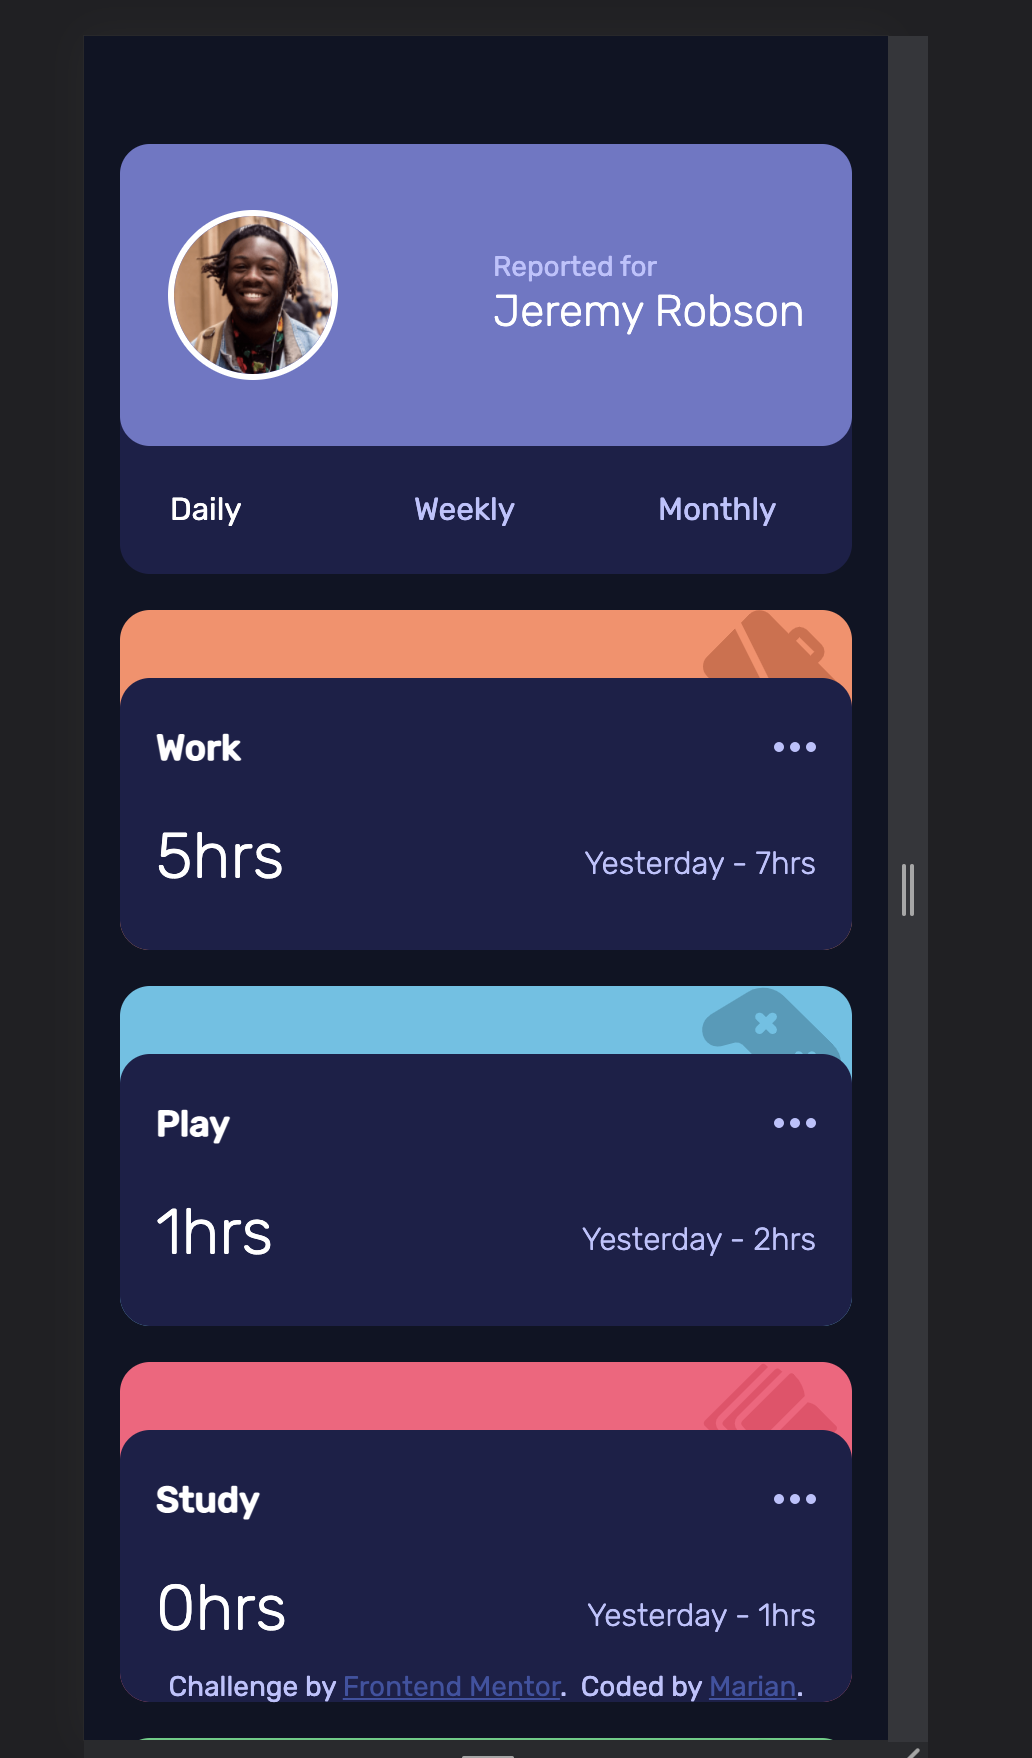 Reported for
Jeremy Robson
Daily Weekly Monthly
Work
5hrs Yesterday - 7hrs
Play
1hrs Yesterday - 2hrs
Study
0hrs Yesterday - 1hrs
Challenge by Frontend Mentor. Coded by Marian.